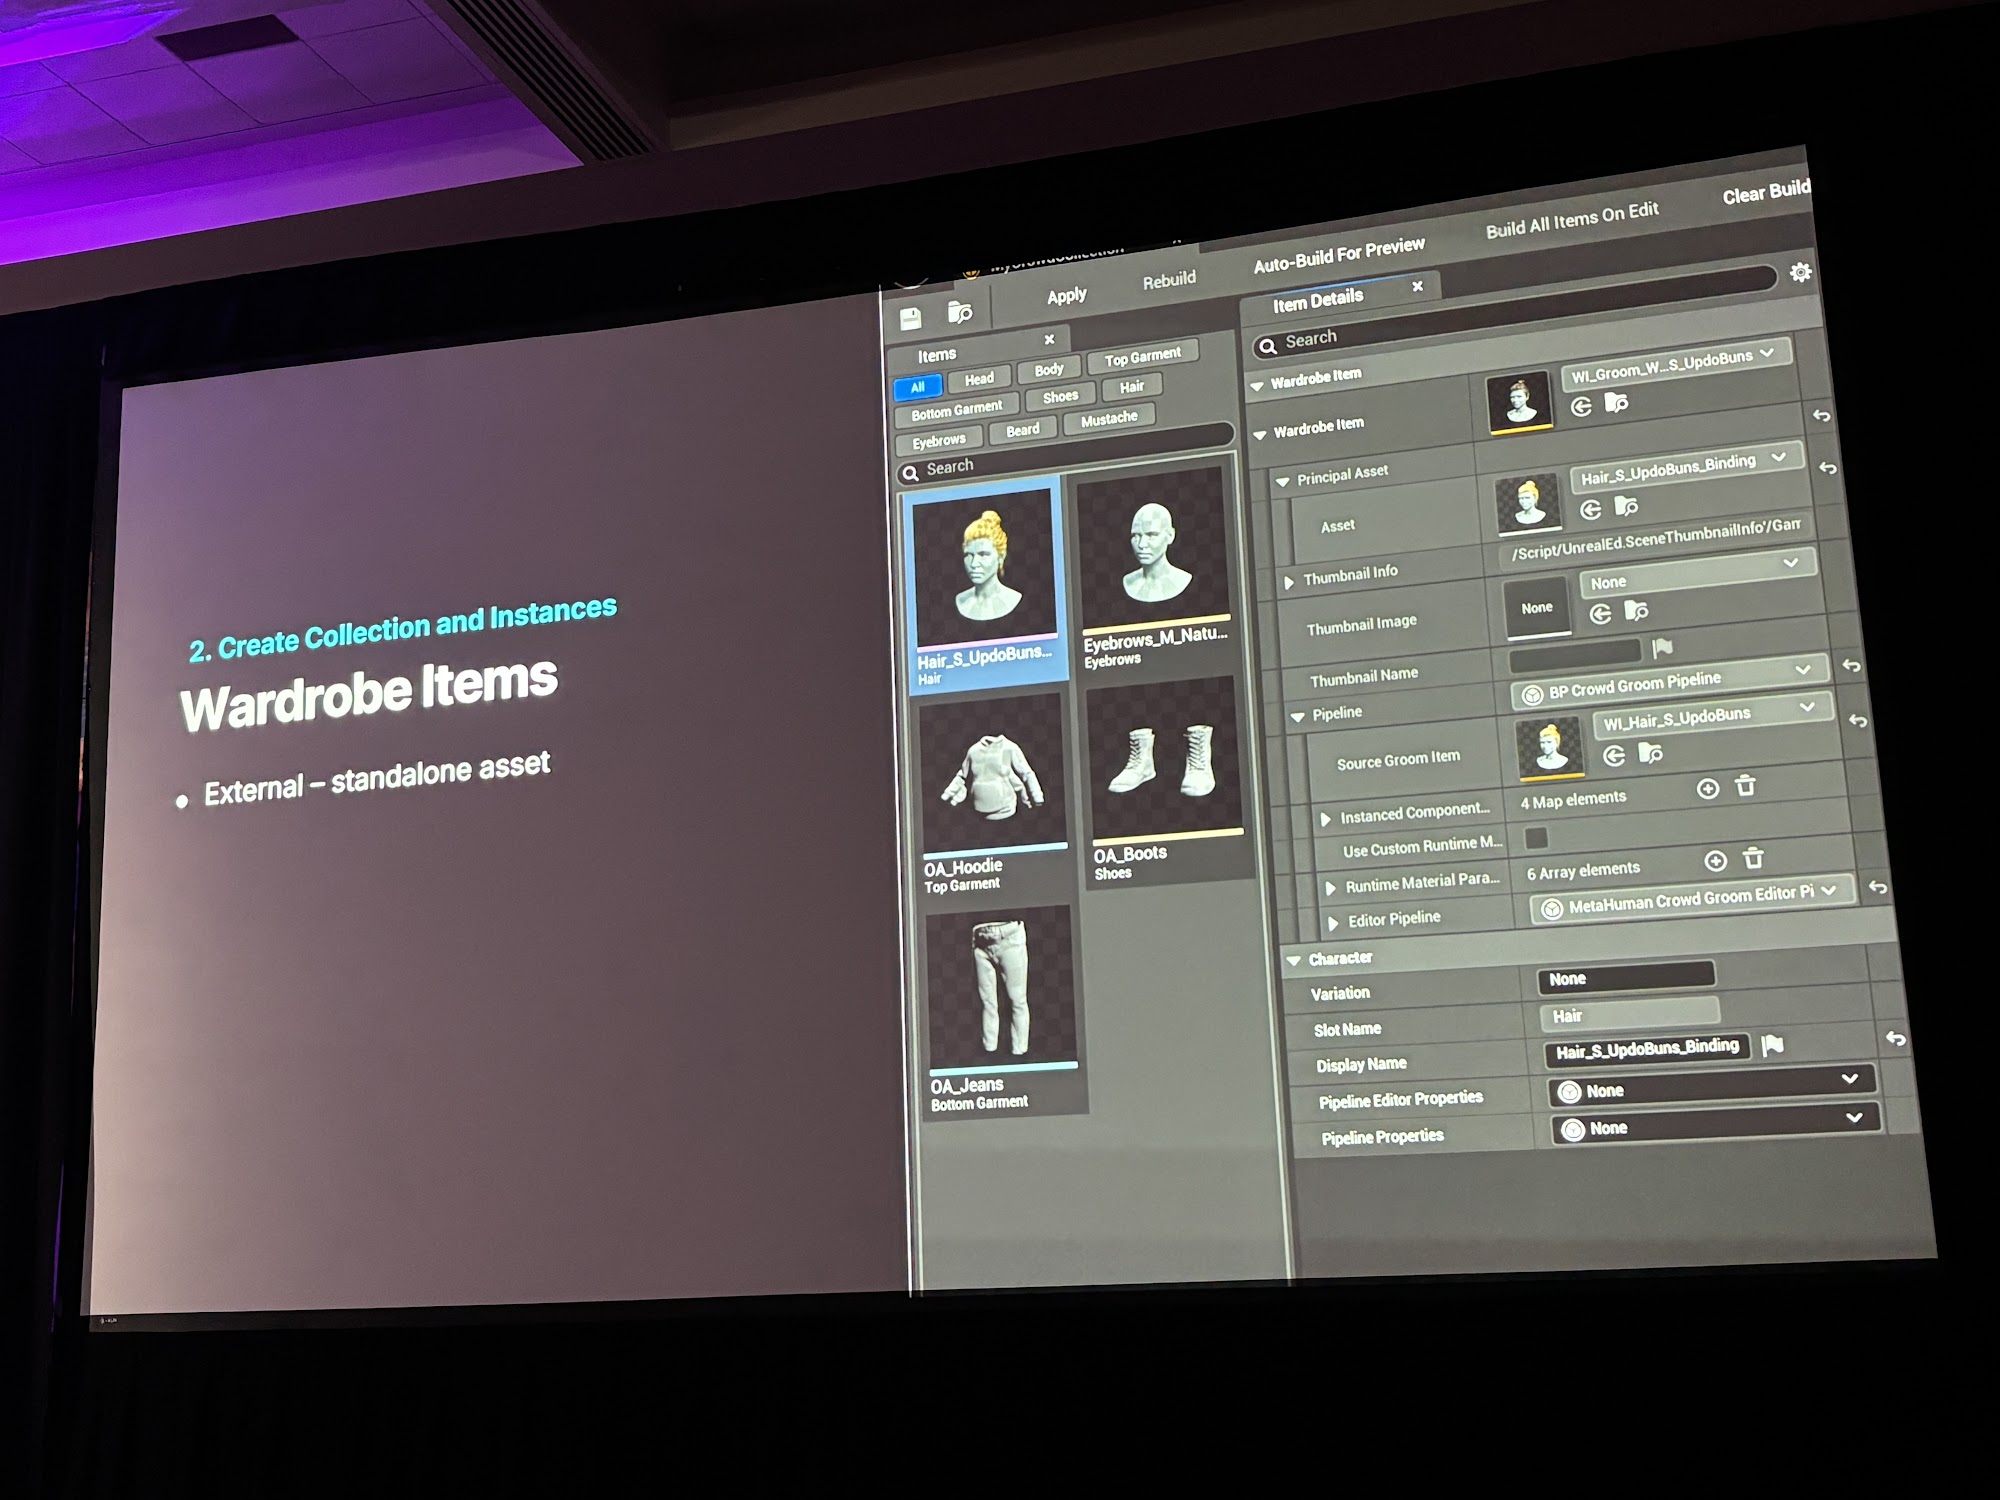 2. Create Collection and Instances
Wardrobe Items
• External – standalone asset
MyCrowdCollection
Apply
Rebuild
Auto-Build For Preview
Build All Items On Edit
Clear Build
Items
All
Head
Body
Top Garment
Bottom Garment
Shoes
Hair
Eyebrows
Beard
Mustache
Search
Hair_S_UpdoBuns...
Hair
Eyebrows_M_Natu...
Eyebrows
OA_Hoodie
Top Garment
OA_Boots
Shoes
OA_Jeans
Bottom Garment
Item Details
Search
Wardrobe Item
Wardrobe Item
WI_Groom_W...S_UpdoBuns
Principal Asset
Asset
Hair_S_UpdoBuns_Binding
Thumbnail Info
/Script/UnrealEd.SceneThumbnailInfo'/Gam
Thumbnail Image
None
None
Thumbnail Name
Pipeline
BP Crowd Groom Pipeline
Source Groom Item
WI_Hair_S_UpdoBuns
Instanced Component...
4 Map elements
Use Custom Runtime M...
Runtime Material Para...
6 Array elements
Editor Pipeline
MetaHuman Crowd Groom Editor Pi
Character
Variation
None
Slot Name
Hair
Display Name
Hair_S_UpdoBuns_Binding
Pipeline Editor Properties
None
Pipeline Properties
None